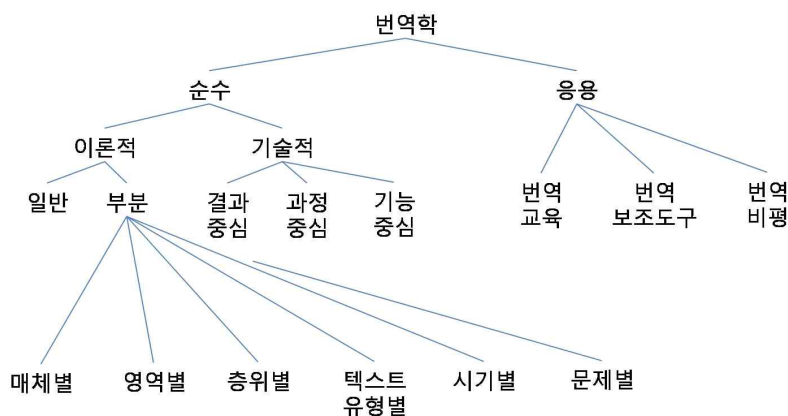 번역학
순수
응용
이론적
기술적
일반
부분
결과
중심
과정
중심
기능
중심
번역
교육
번역
보조도구
번역
비평
매체별
영역별
층위별
텍스트
유형별
시기별
문제별